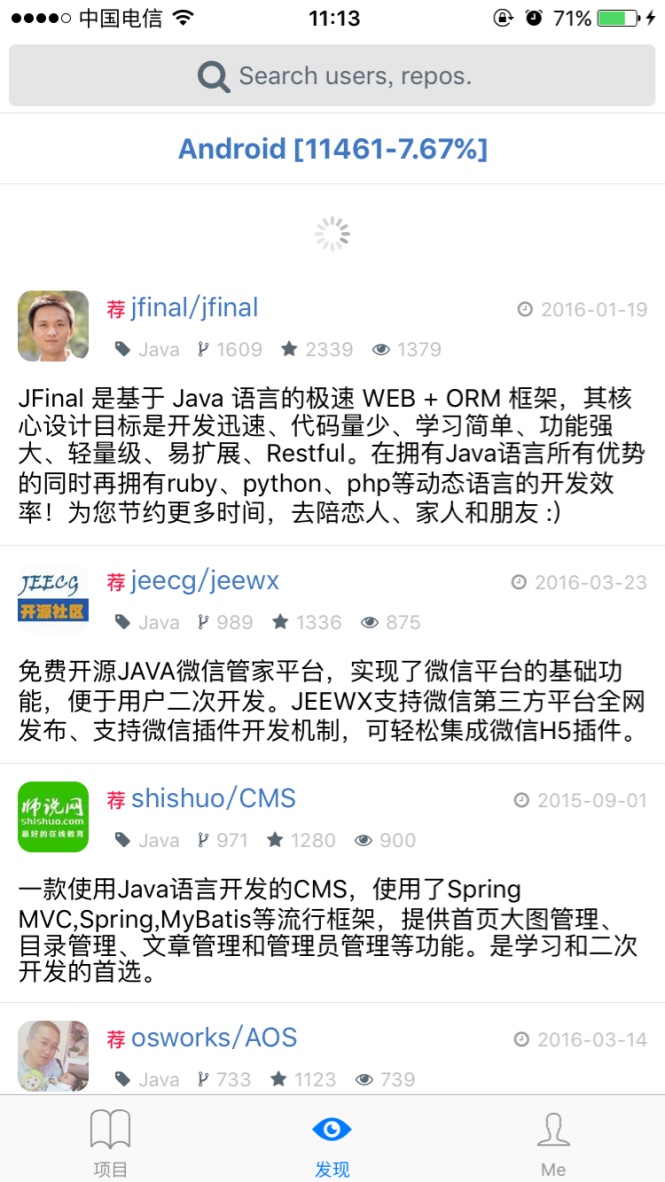 中国电信 11:13 71%
Search users, repos.
Android [11461-7.67%]
荐 jfinal/jfinal 2016-01-19
Java 1609 2339 1379
JFinal 是基于 Java 语言的极速 WEB + ORM 框架，其核
心设计目标是开发迅速、代码量少、学习简单、功能强
大、轻量级、易扩展、Restful。在拥有Java语言所有优势
的同时再拥有ruby、python、php等动态语言的开发效
率！为您节约更多时间，去陪恋人、家人和朋友 :)
JEECG
开源社区
荐 jeecg/jeewx 2016-03-23
Java 989 1336 875
免费开源JAVA微信管家平台，实现了微信平台的基础功
能，便于用户二次开发。JEEWX支持微信第三方平台全网
发布、支持微信插件开发机制，可轻松集成微信H5插件。
师说网
shishuo.com
最好的在线教育
荐 shishuo/CMS 2015-09-01
Java 971 1280 900
一款使用Java语言开发的CMS，使用了Spring
MVC,Spring,MyBatis等流行框架，提供首页大图管理、
目录管理、文章管理和管理员管理等功能。是学习和二次
开发的首选。
荐 osworks/AOS 2016-03-14
Java 733 1123 739
项目 发现 Me